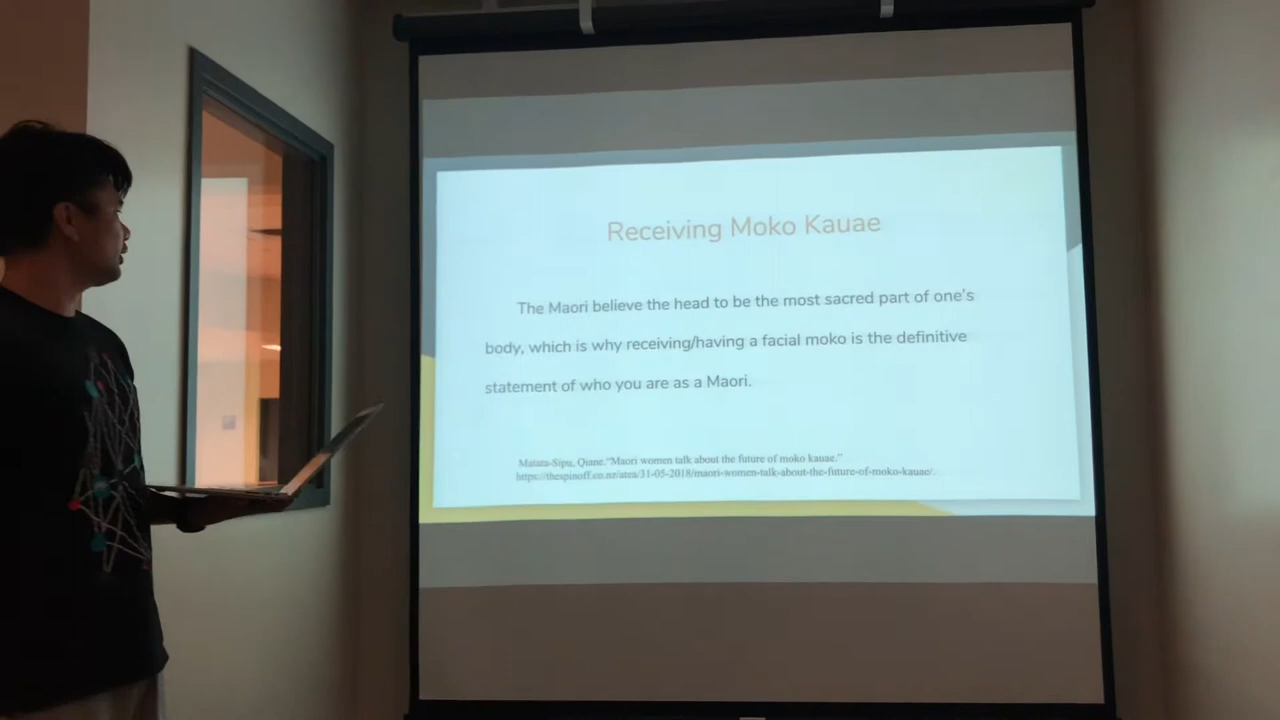 Receiving Moko Kauae
The Maori believe the head to be the most sacred part of one's
body, which is why receiving/having a facial moko is the definitive
statement of who you are as a Maori.
Matata-Sipu, Qiane."Maori women talk about the future of moko kauae."
https://thespinoff.co.nz/atea/31-05-2018/maori-women-talk-about-the-future-of-moko-kauae/.